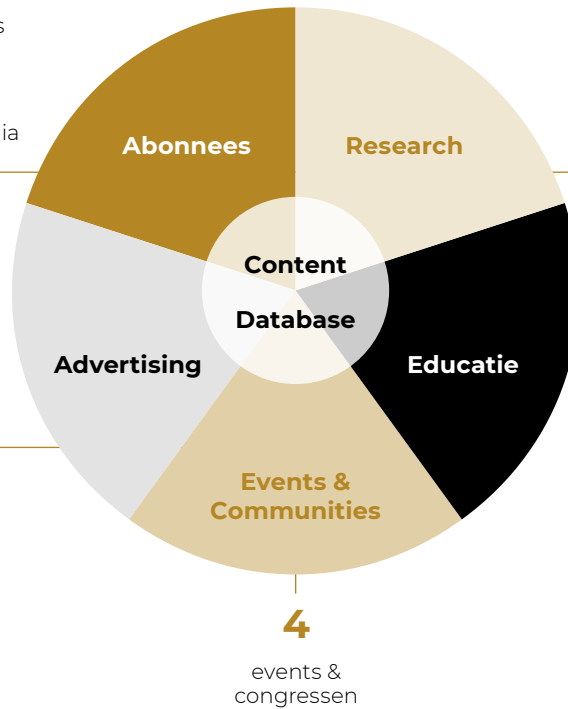 Abonnees
Research
Content
Database
Advertising
Educatie
Events &
Communities
4
events &
congressen